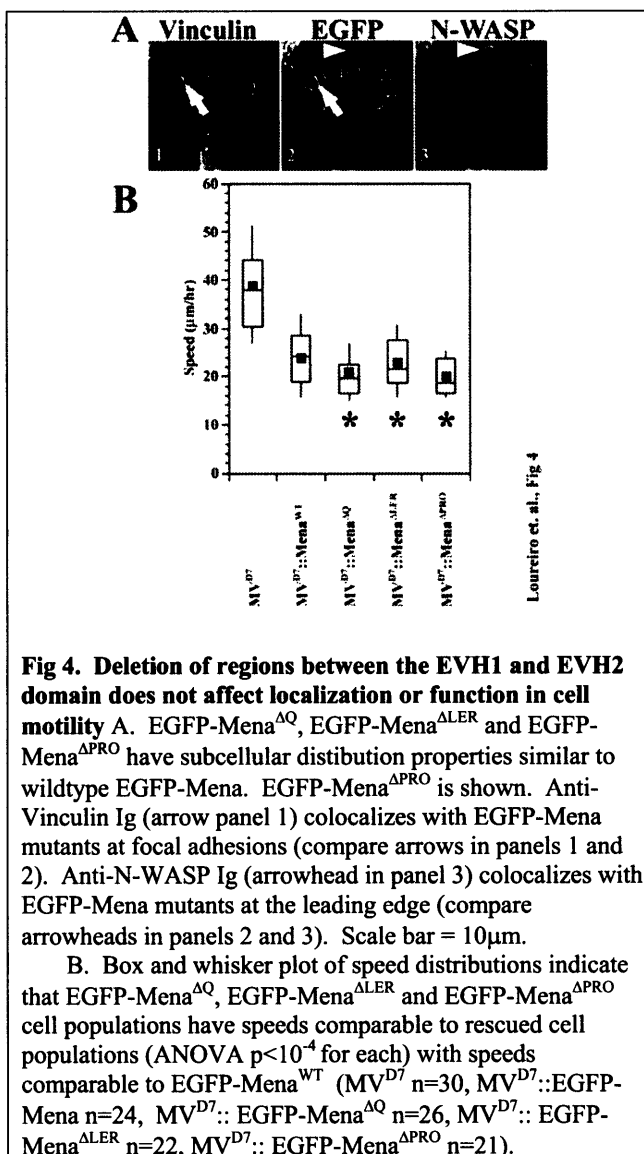 A Vinculin EGFP N-WASP
1 2 3
B
60
50
40
30
20
10
0
Speed (µm/hr)
* * *
MV^D7
MV^D7::Mena^WT
MV^D7::Mena^ΔQ
MV^D7::Mena^ΔLER
MV^D7::Mena^ΔPRO
Loureiro et. al., Fig 4
Fig 4. Deletion of regions between the EVH1 and EVH2
domain does not affect localization or function in cell
motility A. EGFP-Mena^ΔQ, EGFP-Mena^ΔLER and EGFP-
Mena^ΔPRO have subcellular distibution properties similar to
wildtype EGFP-Mena. EGFP-Mena^ΔPRO is shown. Anti-
Vinculin Ig (arrow panel 1) colocalizes with EGFP-Mena
mutants at focal adhesions (compare arrows in panels 1 and
2). Anti-N-WASP Ig (arrowhead in panel 3) colocalizes with
EGFP-Mena mutants at the leading edge (compare
arrowheads in panels 2 and 3). Scale bar = 10µm.
B. Box and whisker plot of speed distributions indicate
that EGFP-Mena^ΔQ, EGFP-Mena^ΔLER and EGFP-Mena^ΔPRO
cell populations have speeds comparable to rescued cell
populations (ANOVA p<10^-4 for each) with speeds
comparable to EGFP-Mena^WT (MV^D7 n=30, MV^D7::EGFP-
Mena n=24, MV^D7:: EGFP-Mena^ΔQ n=26, MV^D7:: EGFP-
Mena^ΔLER n=22, MV^D7:: EGFP-Mena^ΔPRO n=21).